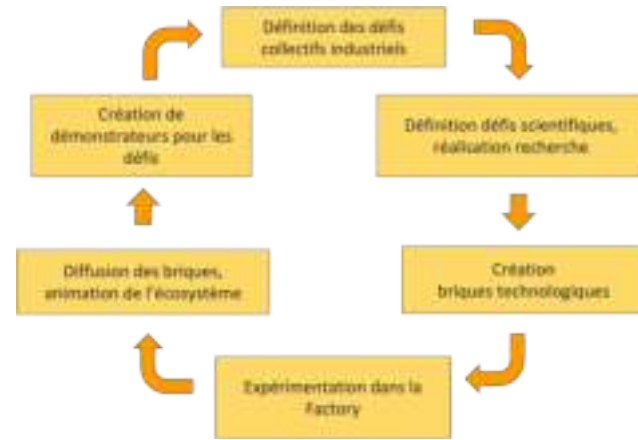 Définition des défis
collectifs industriels
Définition défis scientifiques,
réalisation recherche
Création
briques technologiques
Expérimentation dans la
Factory
Diffusion des briques,
animation de l'écosystème
Création de
démonstrateurs pour les
défis